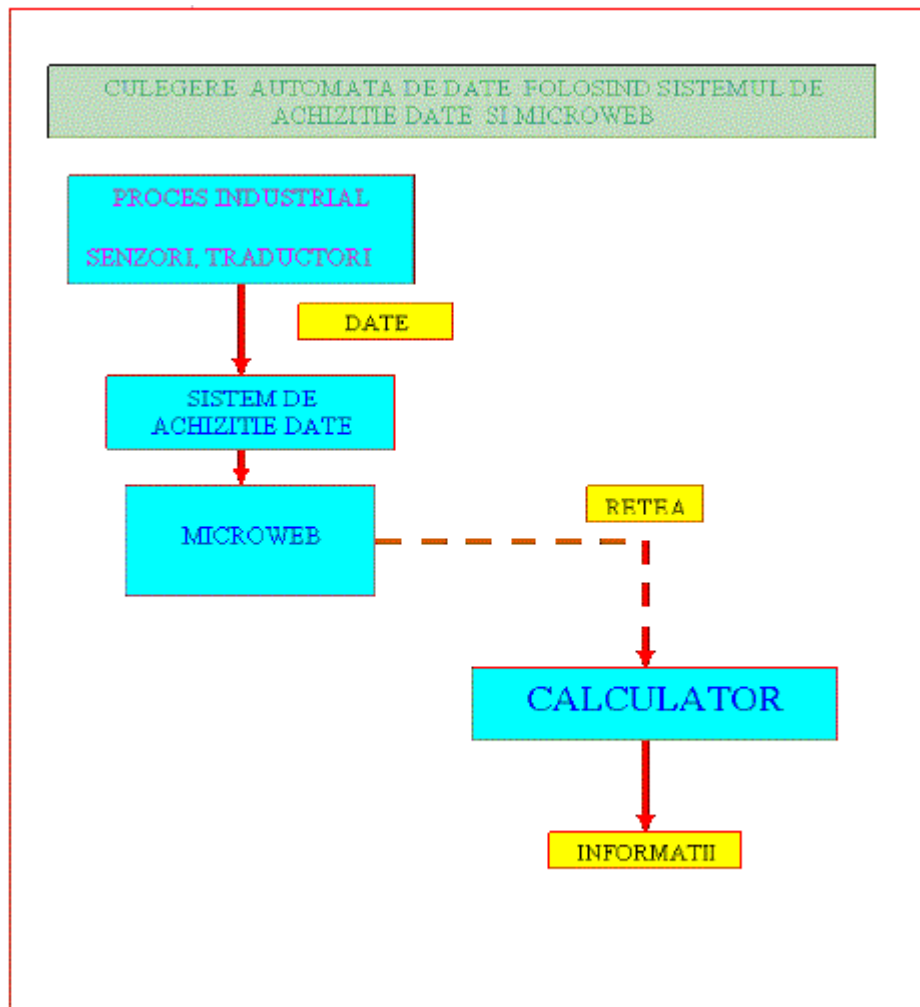 CULEGERE AUTOMATA DE DATE FOLOSIND SISTEMUL DE
ACHIZITIE DATE SI MICROWEB
PROCES INDUSTRIAL
SENZORI, TRADUCTORI
DATE
SISTEM DE
ACHIZITIE DATE
MICROWEB
RETEA
CALCULATOR
INFORMATII